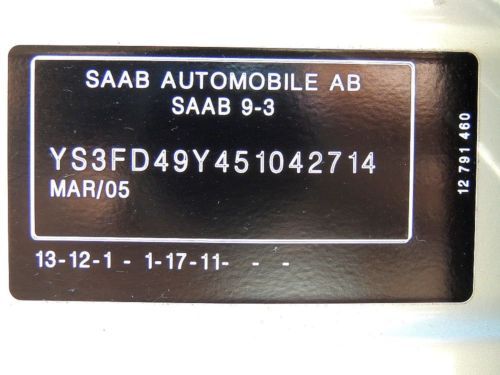 SAAB AUTOMOBILE AB
SAAB 9-3
YS3FD49Y451042714
MAR/05
13-12-1 - 1-17-11- - -
12 791 460